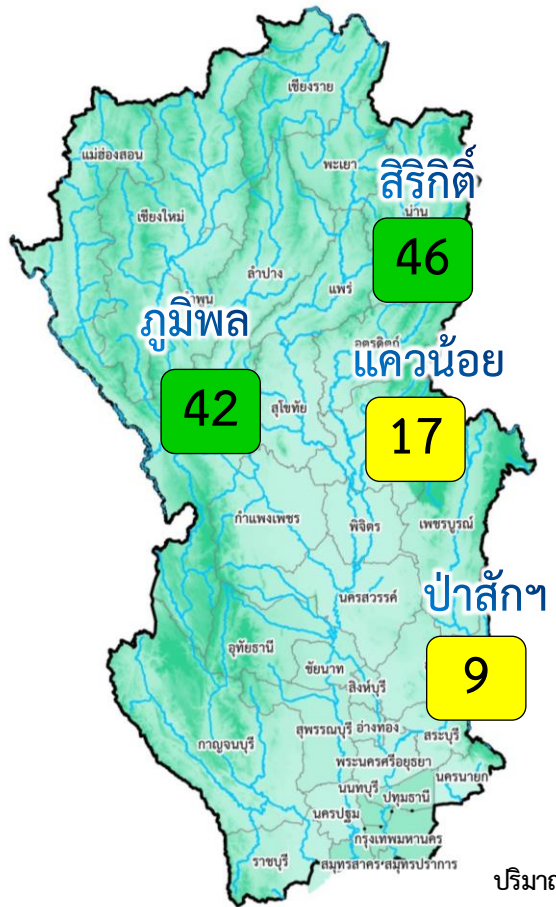 เชียงราย
แม่ฮ่องสอน
พะเยา
สิริกิติ์
น่าน
เชียงใหม่
46
ลำปาง
แพร่
ลำพูน
ภูมิพล
อุตรดิตถ์
แควน้อย
42
สุโขทัย
17
กำแพงเพชร
พิจิตร
เพชรบูรณ์
นครสวรรค์
ป่าสักฯ
อุทัยธานี
ชัยนาท
9
สิงห์บุรี
สุพรรณบุรี อ่างทอง
สระบุรี
กาญจนบุรี
พระนครศรีอยุธยา
นครนายก
นนทบุรี
ปทุมธานี
นครปฐม
กรุงเทพมหานคร
ราชบุรี
สมุทรสาคร สมุทรปราการ